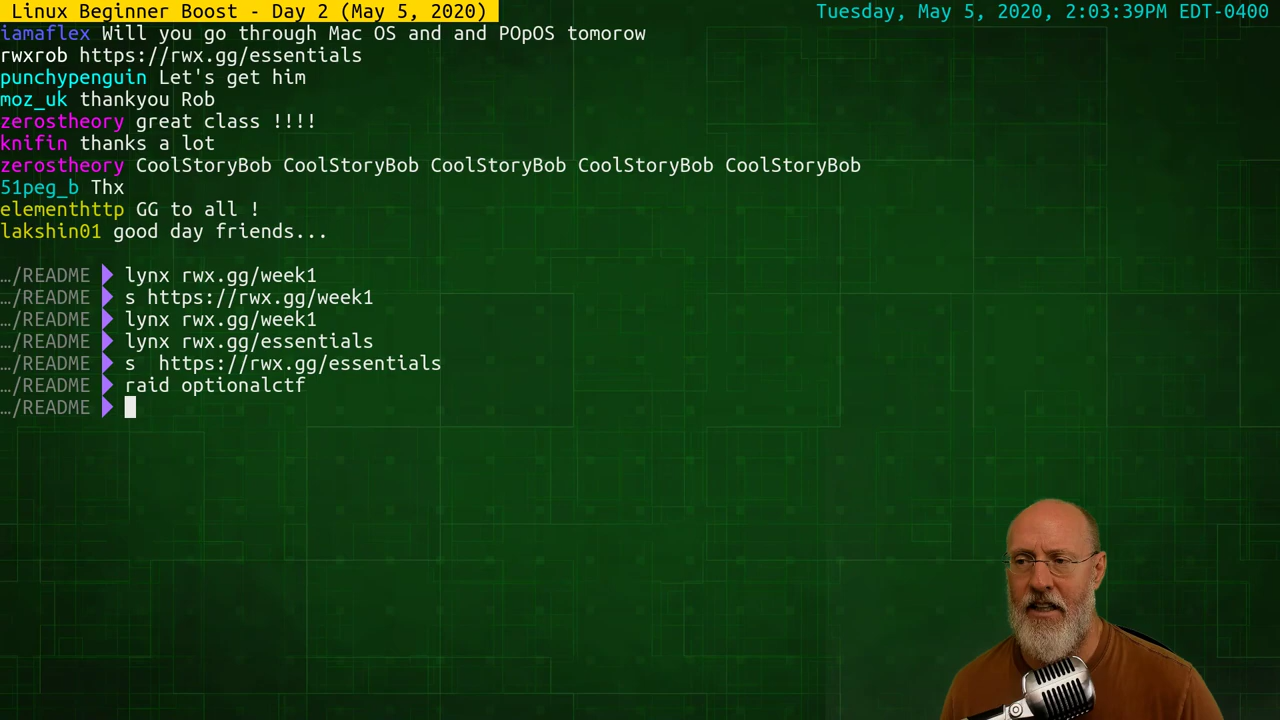 Linux Beginner Boost - Day 2 (May 5, 2020)
Tuesday, May 5, 2020, 2:03:39PM EDT-0400
iamaflex Will you go through Mac OS and and POpOS tomorow
rwxrob https://rwx.gg/essentials
punchypenguin Let's get him
moz_uk thankyou Rob
zerostheory great class !!!!
knifin thanks a lot
zerostheory CoolStoryBob CoolStoryBob CoolStoryBob CoolStoryBob CoolStoryBob
51peg_b Thx
elementhttp GG to all !
lakshin01 good day friends...
…/README lynx rwx.gg/week1
…/README s https://rwx.gg/week1
…/README lynx rwx.gg/week1
…/README lynx rwx.gg/essentials
…/README s  https://rwx.gg/essentials
…/README raid optionalctf
…/README